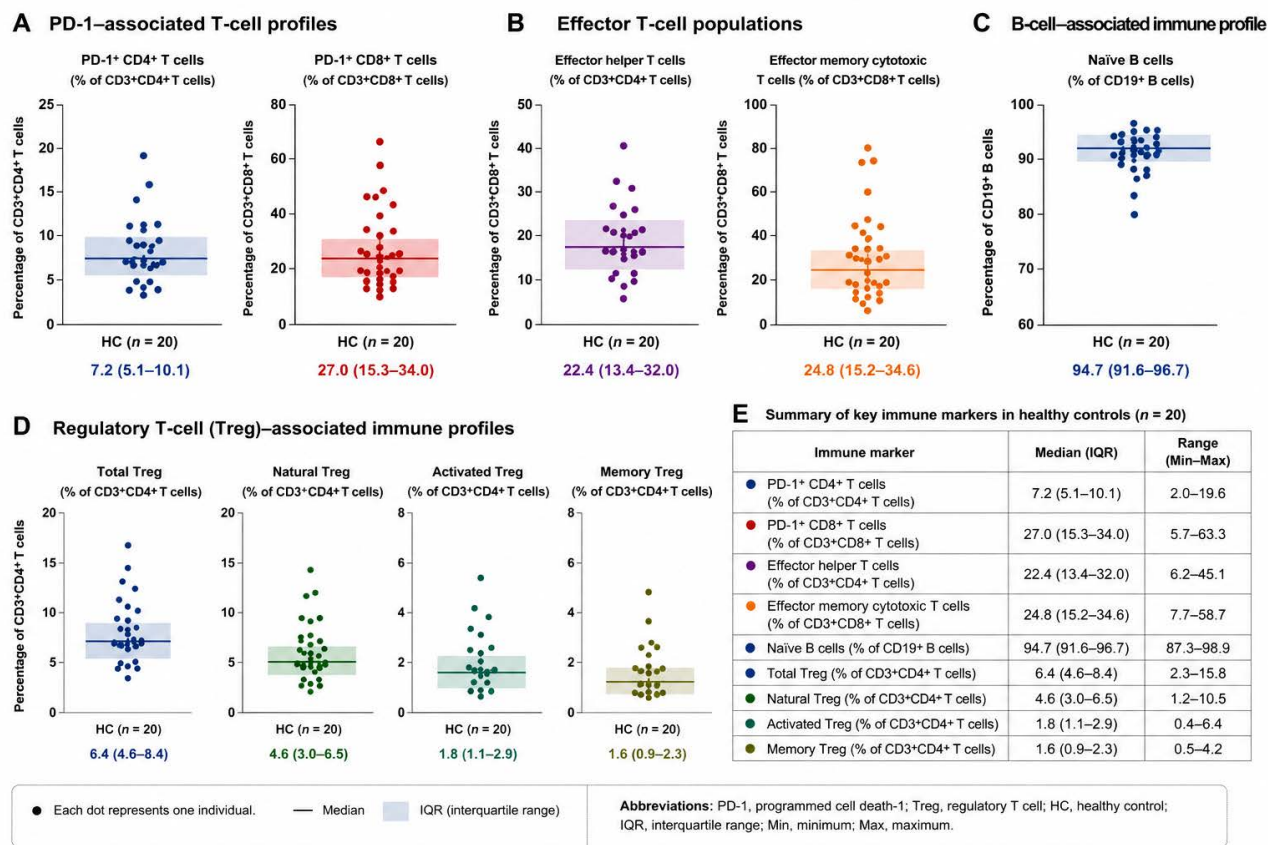 A PD-1–associated T-cell profiles
PD-1⁺ CD4⁺ T cells
(% of CD3⁺CD4⁺ T cells)
Percentage of CD3⁺CD4⁺ T cells
25
20
15
10
5
0
HC (n = 20)
7.2 (5.1–10.1)
PD-1⁺ CD8⁺ T cells
(% of CD3⁺CD8⁺ T cells)
Percentage of CD3⁺CD8⁺ T cells
80
60
40
20
0
HC (n = 20)
27.0 (15.3–34.0)
B Effector T-cell populations
Effector helper T cells
(% of CD3⁺CD4⁺ T cells)
Percentage of CD3⁺CD8⁺ T cells
50
40
30
20
10
0
HC (n = 20)
22.4 (13.4–32.0)
Effector memory cytotoxic
T cells (% of CD3⁺CD8⁺ T cells)
Percentage of CD3⁺CD8⁺ T cells
100
80
60
40
20
0
HC (n = 20)
24.8 (15.2–34.6)
C B-cell–associated immune profile
Naïve B cells
(% of CD19⁺ B cells)
Percentage of CD19⁺ B cells
100
90
80
70
60
HC (n = 20)
94.7 (91.6–96.7)
D Regulatory T-cell (Treg)–associated immune profiles
Total Treg
(% of CD3⁺CD4⁺ T cells)
Percentage of CD3⁺CD4⁺ T cells
20
15
10
5
0
HC (n = 20)
6.4 (4.6–8.4)
Natural Treg
(% of CD3⁺CD4⁺ T cells)
20
15
10
5
0
HC (n = 20)
4.6 (3.0–6.5)
Activated Treg
(% of CD3⁺CD4⁺ T cells)
8
6
4
2
0
HC (n = 20)
1.8 (1.1–2.9)
Memory Treg
(% of CD3⁺CD4⁺ T cells)
8
6
4
2
0
HC (n = 20)
1.6 (0.9–2.3)
E Summary of key immune markers in healthy controls (n = 20)
Immune marker Median (IQR) Range
(Min–Max)
PD-1⁺ CD4⁺ T cells
(% of CD3⁺CD4⁺ T cells) 7.2 (5.1–10.1) 2.0–19.6
PD-1⁺ CD8⁺ T cells
(% of CD3⁺CD8⁺ T cells) 27.0 (15.3–34.0) 5.7–63.3
Effector helper T cells
(% of CD3⁺CD4⁺ T cells) 22.4 (13.4–32.0) 6.2–45.1
Effector memory cytotoxic T cells
(% of CD3⁺CD8⁺ T cells) 24.8 (15.2–34.6) 7.7–58.7
Naïve B cells (% of CD19⁺ B cells) 94.7 (91.6–96.7) 87.3–98.9
Total Treg (% of CD3⁺CD4⁺ T cells) 6.4 (4.6–8.4) 2.3–15.8
Natural Treg (% of CD3⁺CD4⁺ T cells) 4.6 (3.0–6.5) 1.2–10.5
Activated Treg (% of CD3⁺CD4⁺ T cells) 1.8 (1.1–2.9) 0.4–6.4
Memory Treg (% of CD3⁺CD4⁺ T cells) 1.6 (0.9–2.3) 0.5–4.2
Each dot represents one individual. Median IQR (interquartile range)
Abbreviations: PD-1, programmed cell death-1; Treg, regulatory T cell; HC, healthy control;
IQR, interquartile range; Min, minimum; Max, maximum.